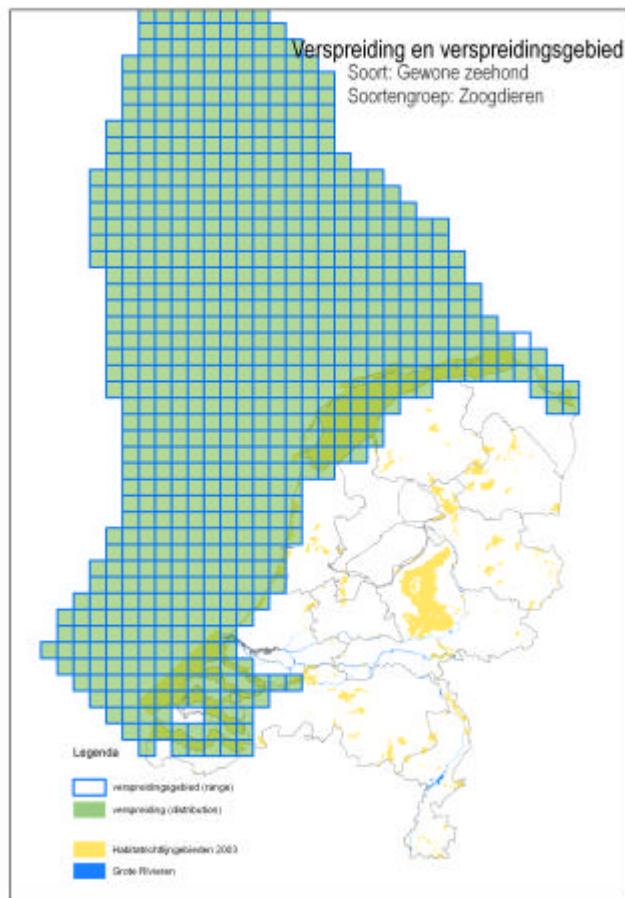 Verspreiding en verspreidingsgebied
Soort: Gewone zeehond
Soortengroep: Zoogdieren
Legenda
verspreidingsgebied (range)
verspreiding (distribution)
Habitatrichtlijngebieden 2003
Grote Rivieren